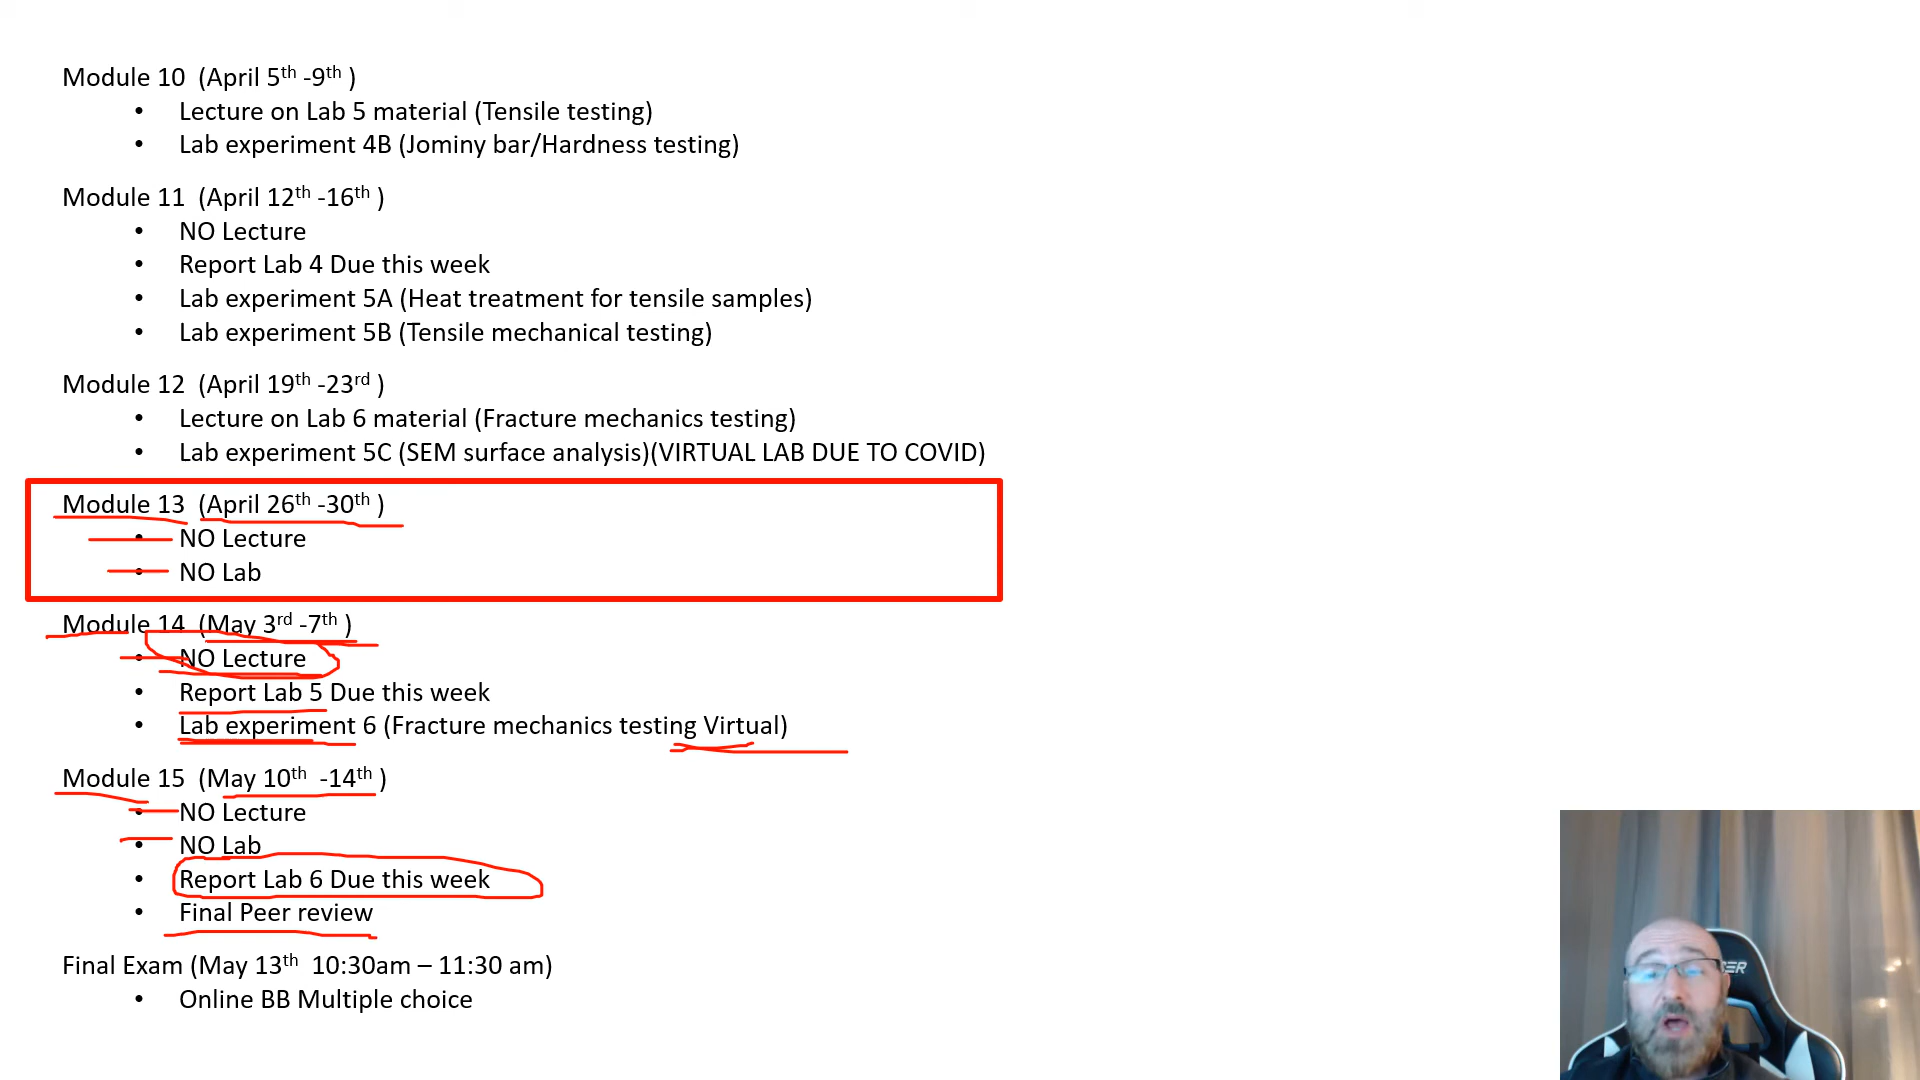 Module 10 (April 5th -9th )
• Lecture on Lab 5 material (Tensile testing)
• Lab experiment 4B (Jominy bar/Hardness testing)
Module 11 (April 12th -16th )
• NO Lecture
• Report Lab 4 Due this week
• Lab experiment 5A (Heat treatment for tensile samples)
• Lab experiment 5B (Tensile mechanical testing)
Module 12 (April 19th -23rd )
• Lecture on Lab 6 material (Fracture mechanics testing)
• Lab experiment 5C (SEM surface analysis)(VIRTUAL LAB DUE TO COVID)
Module 13 (April 26th -30th )
• NO Lecture
• NO Lab
Module 14 (May 3rd -7th )
• NO Lecture
• Report Lab 5 Due this week
• Lab experiment 6 (Fracture mechanics testing Virtual)
Module 15 (May 10th -14th )
• NO Lecture
• NO Lab
• Report Lab 6 Due this week
• Final Peer review
Final Exam (May 13th 10:30am – 11:30 am)
• Online BB Multiple choice